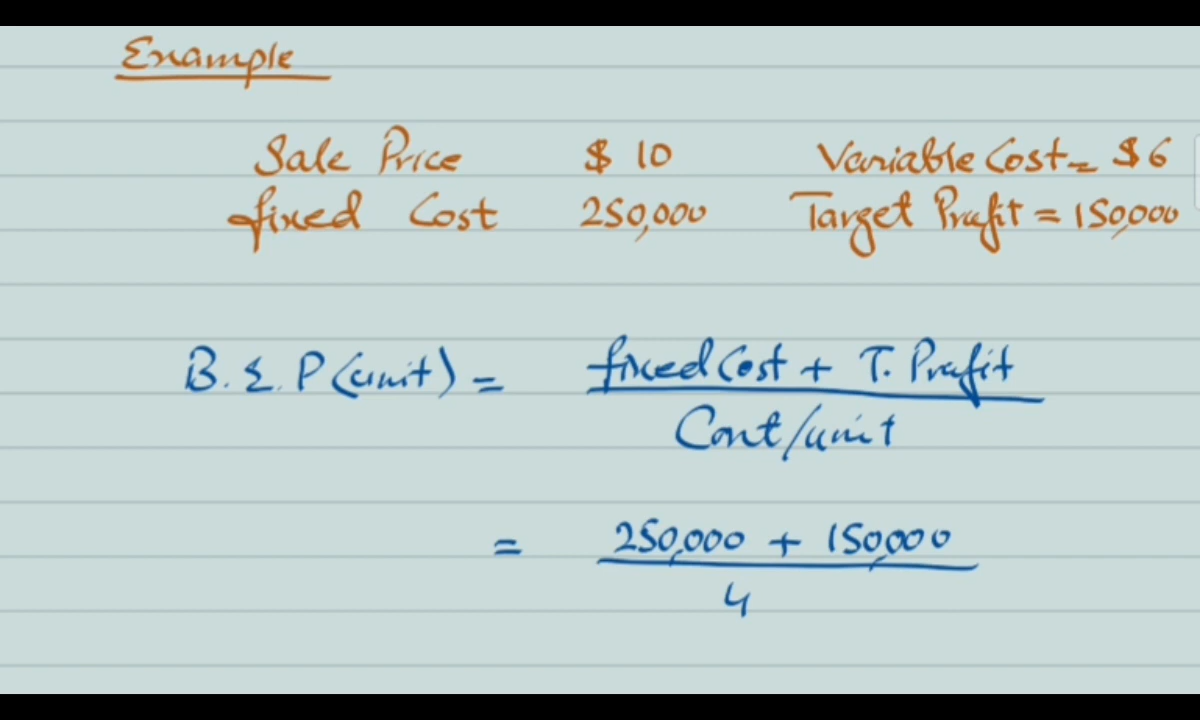 Example
Sale Price $ 10 Variable Cost = $6
fixed Cost 250,000 Target Profit = 150,000
B.E.P (unit) = fixed Cost + T. Profit
Cont/unit
= 250,000 + 150,000
4